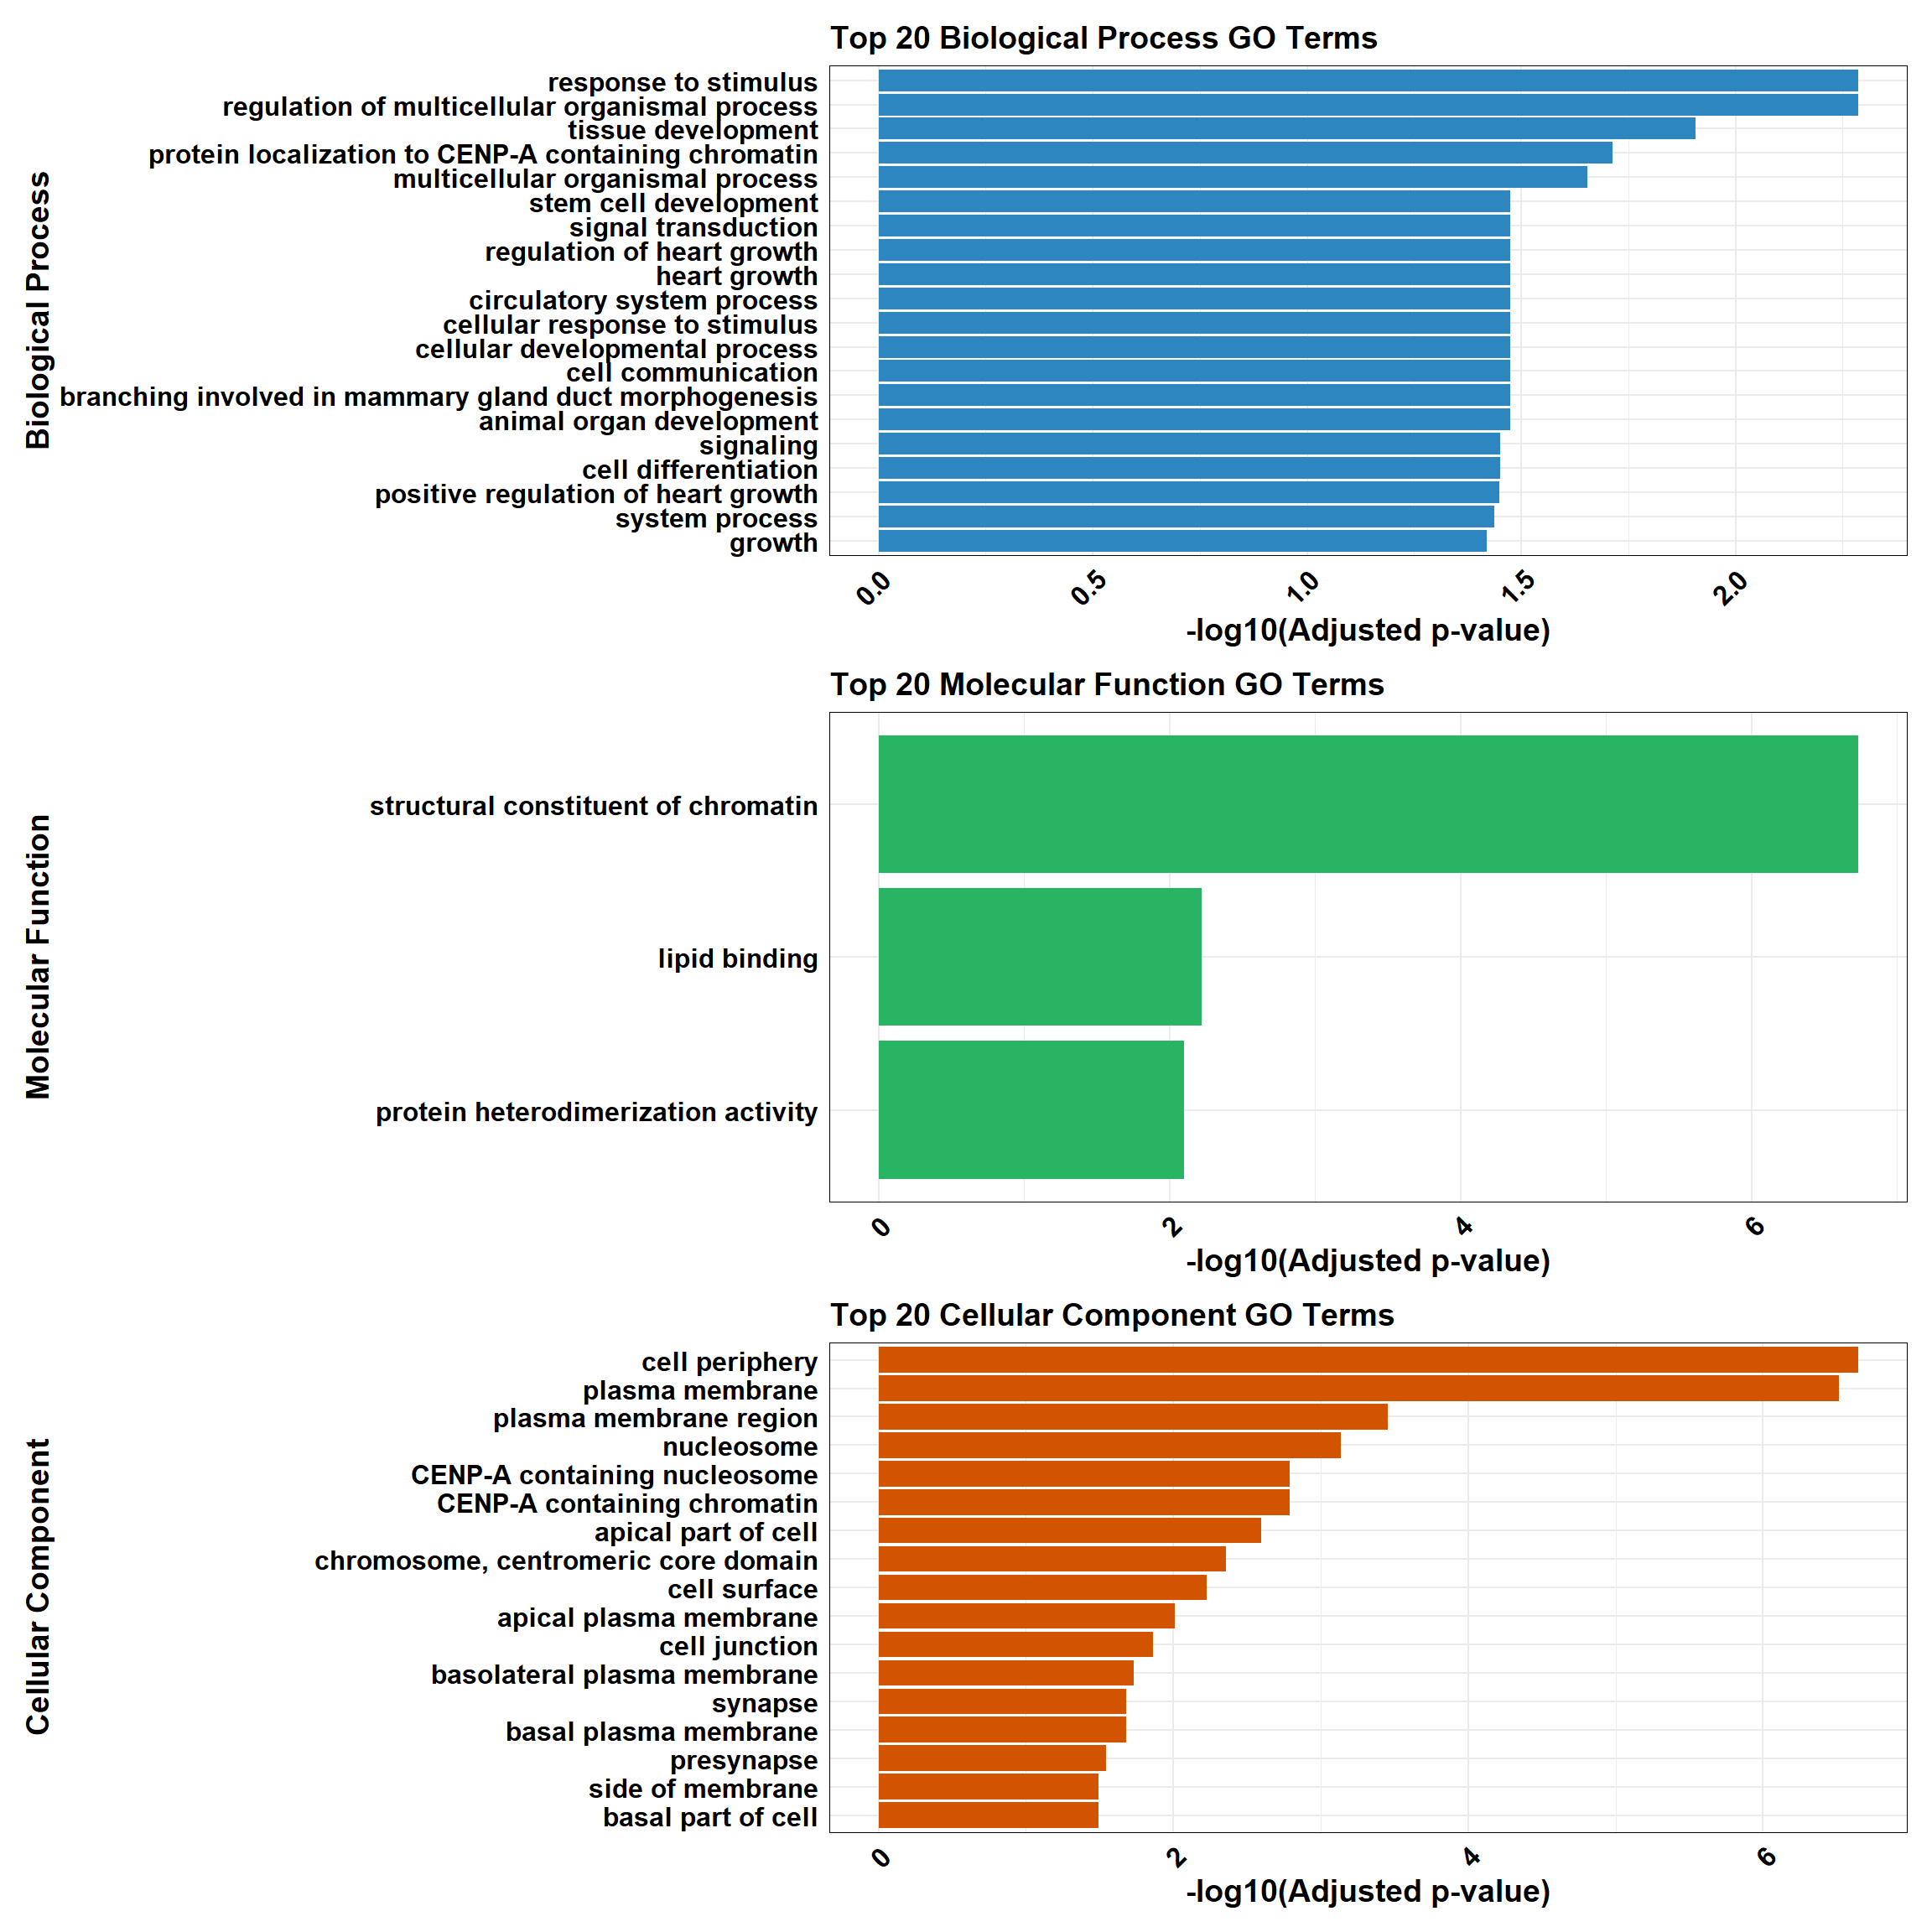 Top 20 Biological Process GO Terms
Biological Process
response to stimulus
regulation of multicellular organismal process
tissue development
protein localization to CENP-A containing chromatin
multicellular organismal process
stem cell development
signal transduction
regulation of heart growth
heart growth
circulatory system process
cellular response to stimulus
cellular developmental process
cell communication
branching involved in mammary gland duct morphogenesis
animal organ development
signaling
cell differentiation
positive regulation of heart growth
system process
growth
0.0 0.5 1.0 1.5 2.0
-log10(Adjusted p-value)
Top 20 Molecular Function GO Terms
Molecular Function
structural constituent of chromatin
lipid binding
protein heterodimerization activity
0 2 4 6
-log10(Adjusted p-value)
Top 20 Cellular Component GO Terms
Cellular Component
cell periphery
plasma membrane
plasma membrane region
nucleosome
CENP-A containing nucleosome
CENP-A containing chromatin
apical part of cell
chromosome, centromeric core domain
cell surface
apical plasma membrane
cell junction
basolateral plasma membrane
synapse
basal plasma membrane
presynapse
side of membrane
basal part of cell
0 2 4 6
-log10(Adjusted p-value)